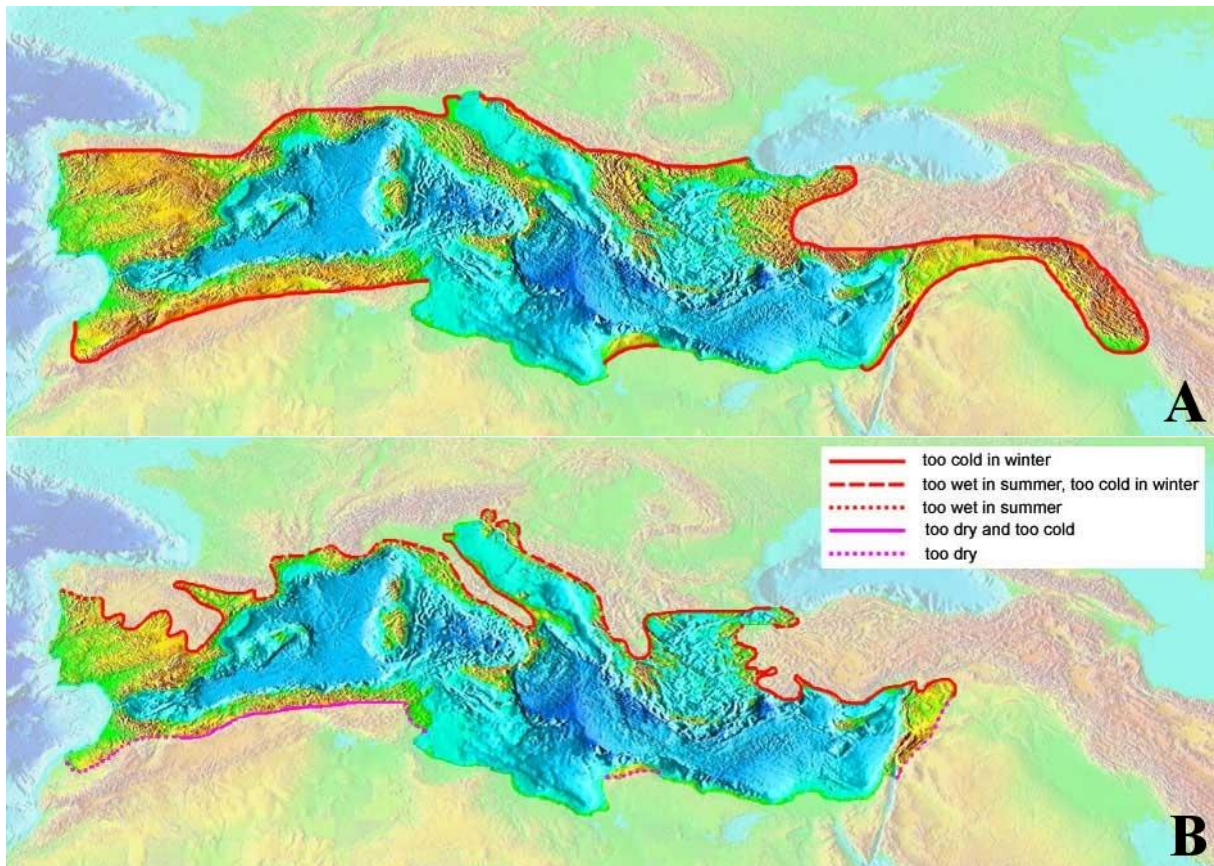 A
too cold in winter
too wet in summer, too cold in winter
too wet in summer
too dry and too cold
too dry
B